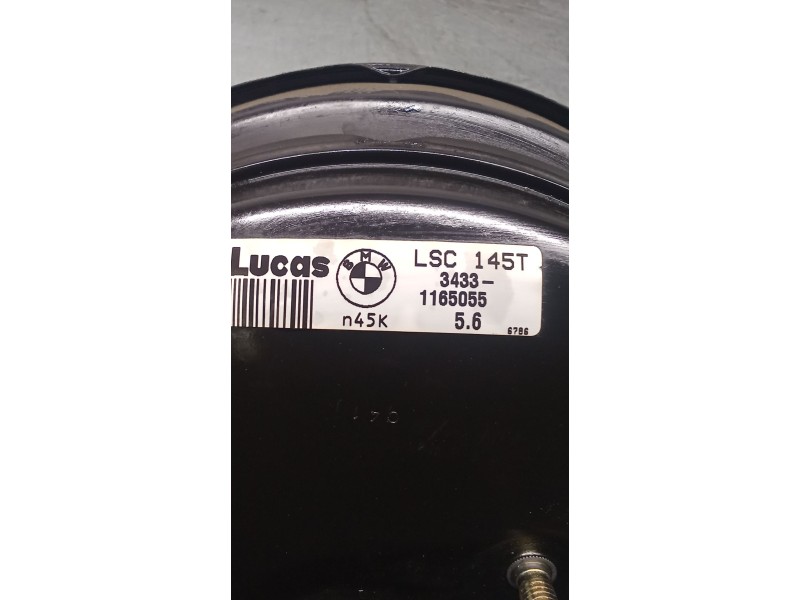 Lucas BMW LSC 145T
3433-
1165055
n45K 5.6 6786